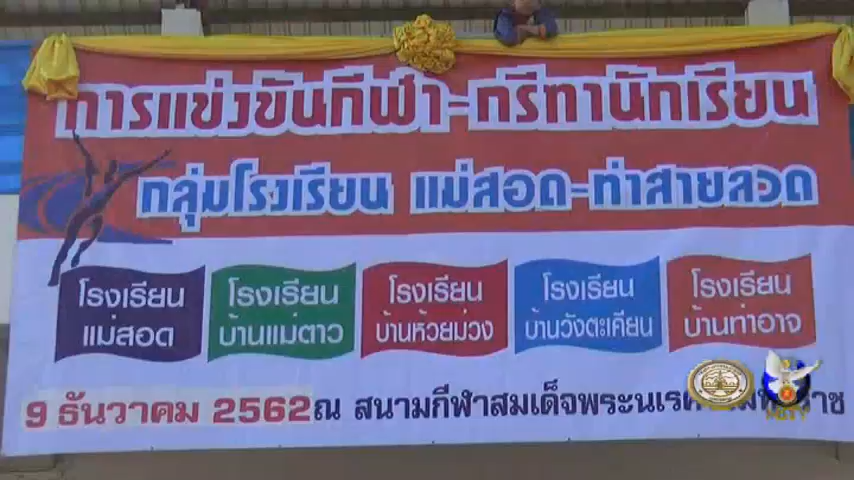 การแข่งขันกีฬา-กรีฑานักเรียน
กลุ่มโรงเรียน แม่สอด-ท่าสายลวด
โรงเรียน
แม่สอด
โรงเรียน
บ้านแม่ตาว
โรงเรียน
บ้านห้วยม่วง
โรงเรียน
บ้านวังตะเคียน
โรงเรียน
บ้านท่าอาจ
9 ธันวาคม 2562 ณ สนามกีฬาสมเด็จพระนเรศ